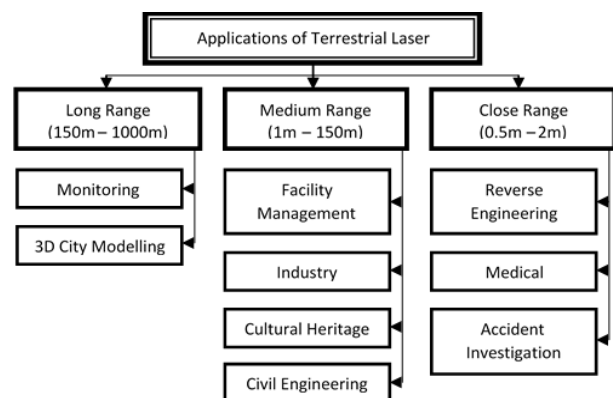 Applications of Terrestrial Laser
Long Range
(150m – 1000m)
Medium Range
(1m – 150m)
Close Range
(0.5m – 2m)
Monitoring
3D City Modelling
Facility
Management
Industry
Cultural Heritage
Civil Engineering
Reverse
Engineering
Medical
Accident
Investigation